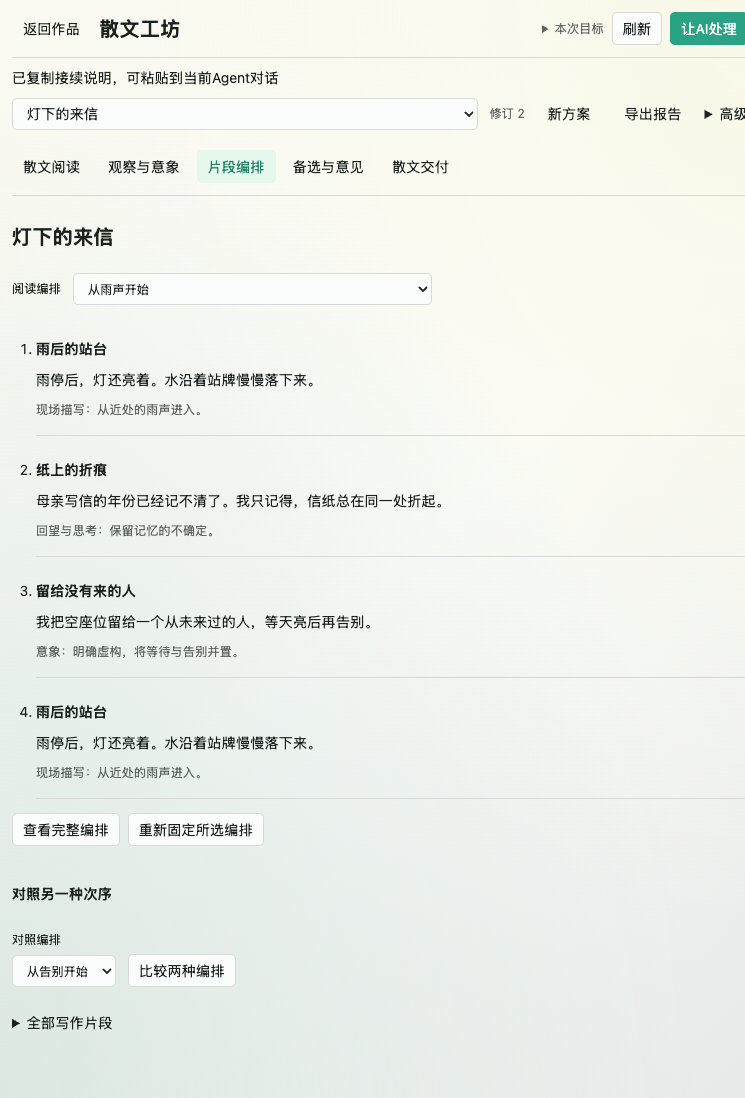 返回作品 散文工坊 ▶ 本次目标 刷新 让AI处理
已复制接续说明，可粘贴到当前Agent对话
灯下的来信 修订 2 新方案 导出报告 ▶ 高级
散文阅读 观察与意象 片段编排 备选与意见 散文交付
灯下的来信
阅读编排 从雨声开始
1. 雨后的站台
雨停后，灯还亮着。水沿着站牌慢慢落下来。
现场描写：从近处的雨声进入。
2. 纸上的折痕
母亲写信的年份已经记不清了。我只记得，信纸总在同一处折起。
回望与思考：保留记忆的不确定。
3. 留给没有来的人
我把空座位留给一个从未来过的人，等天亮后再告别。
意象：明确虚构，将等待与告别并置。
4. 雨后的站台
雨停后，灯还亮着。水沿着站牌慢慢落下来。
现场描写：从近处的雨声进入。
查看完整编排 重新固定所选编排
对照另一种次序
对照编排
从告别开始 比较两种编排
▶ 全部写作片段